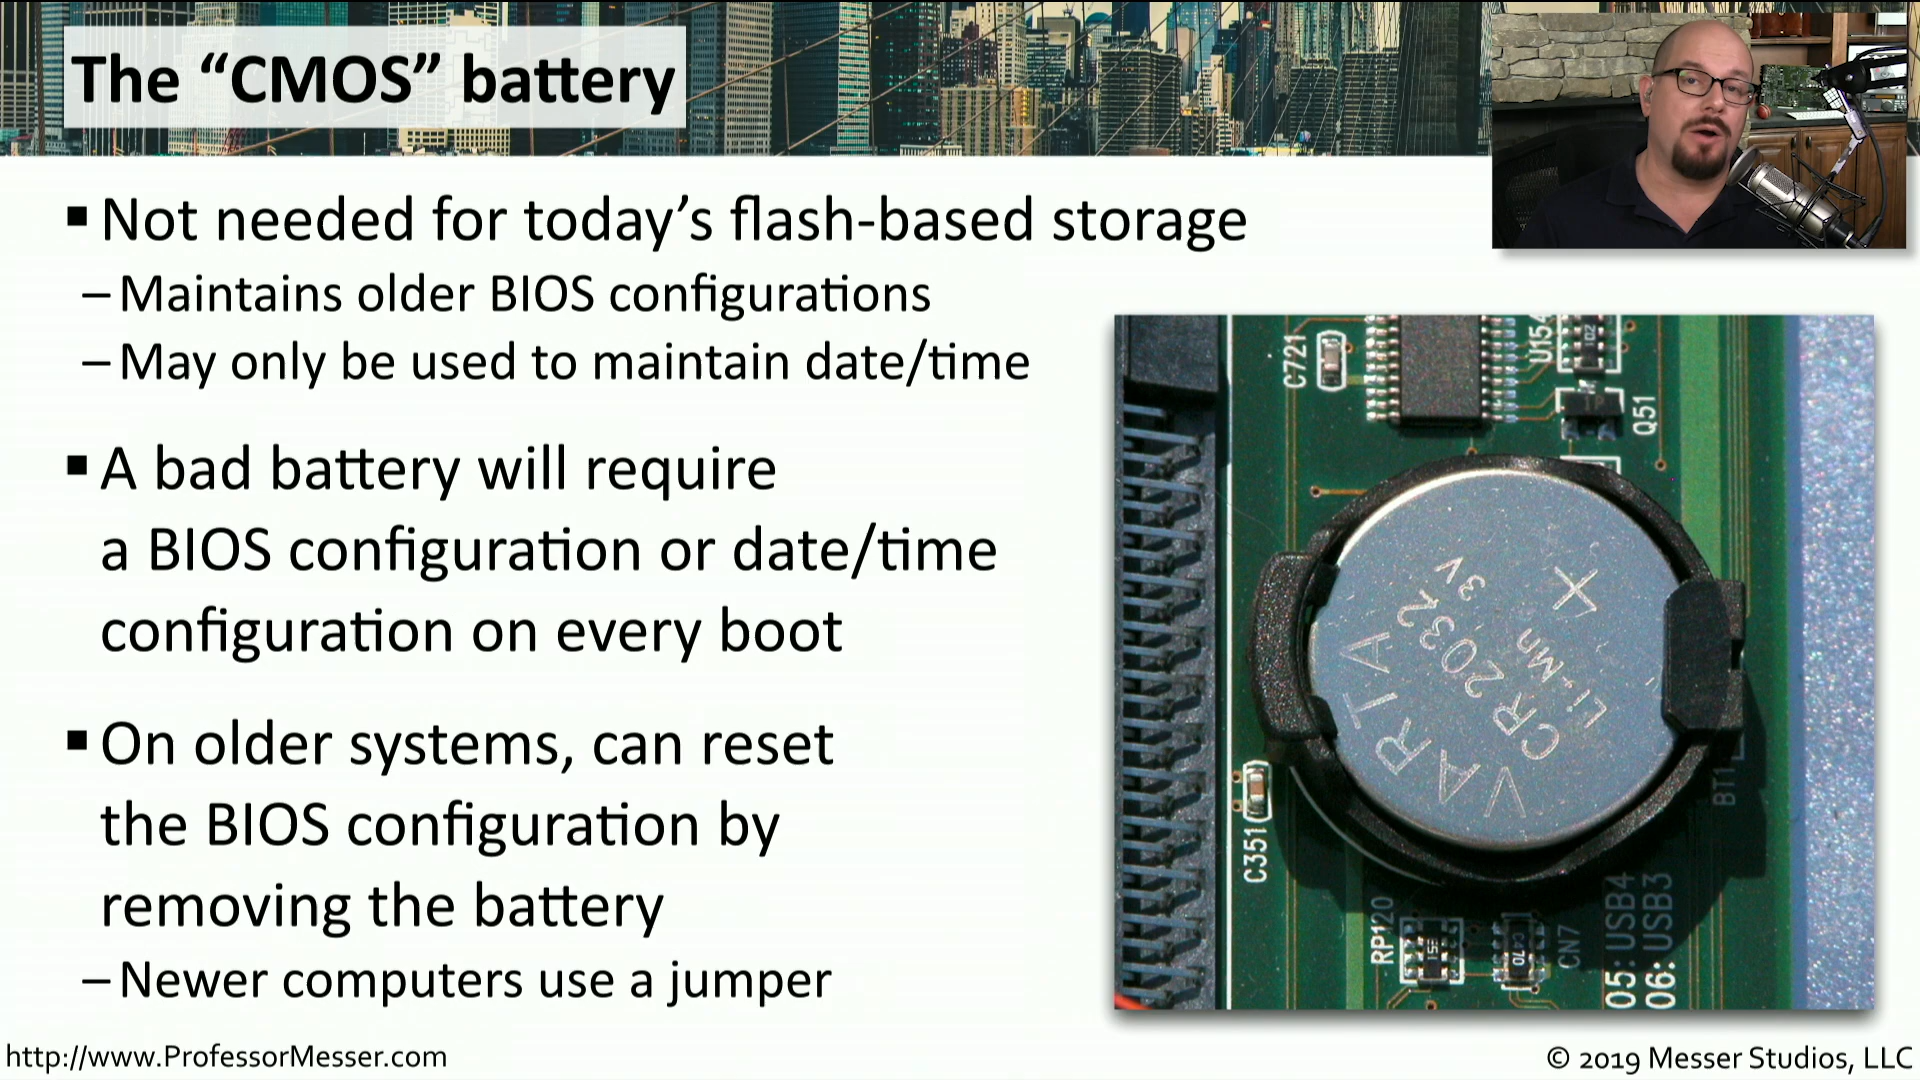 The “CMOS” battery
▪ Not needed for today’s flash-based storage
– Maintains older BIOS configurations
– May only be used to maintain date/time
▪ A bad battery will require
a BIOS configuration or date/time
configuration on every boot
▪ On older systems, can reset
the BIOS configuration by
removing the battery
– Newer computers use a jumper
C721
U154
102
Q51
VARTA
CR 2032
3V
Li-Mn
+
BT1
C351
RP120
CN7
05: USB4
06: USB3
http://www.ProfessorMesser.com
© 2019 Messer Studios, LLC